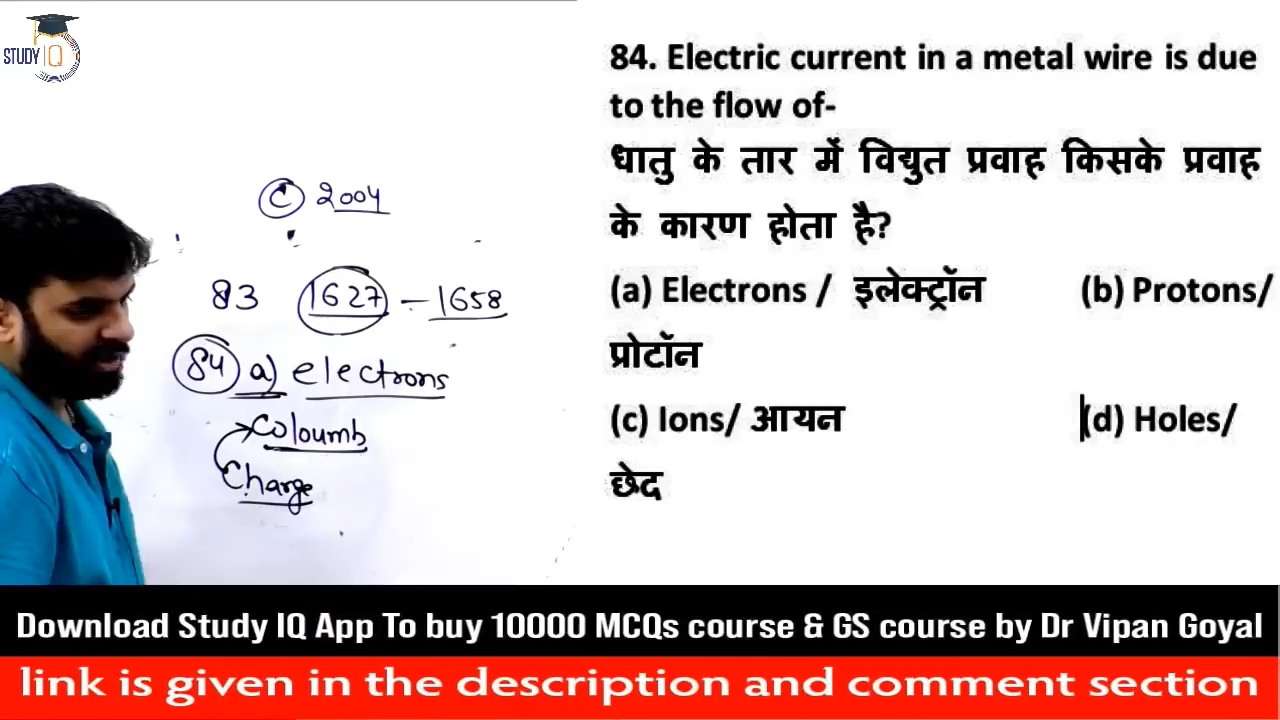 STUDY IQ
C 2004
83 1627 - 1658
84 a) electrons
Coloumb
Charge
84. Electric current in a metal wire is due
to the flow of-
धातु के तार में विद्युत प्रवाह किसके प्रवाह
के कारण होता है?
(a) Electrons / इलेक्ट्रॉन (b) Protons/
प्रोटॉन
(c) Ions/ आयन (d) Holes/
छेद
Download Study IQ App To buy 10000 MCQs course & GS course by Dr Vipan Goyal
link is given in the description and comment section